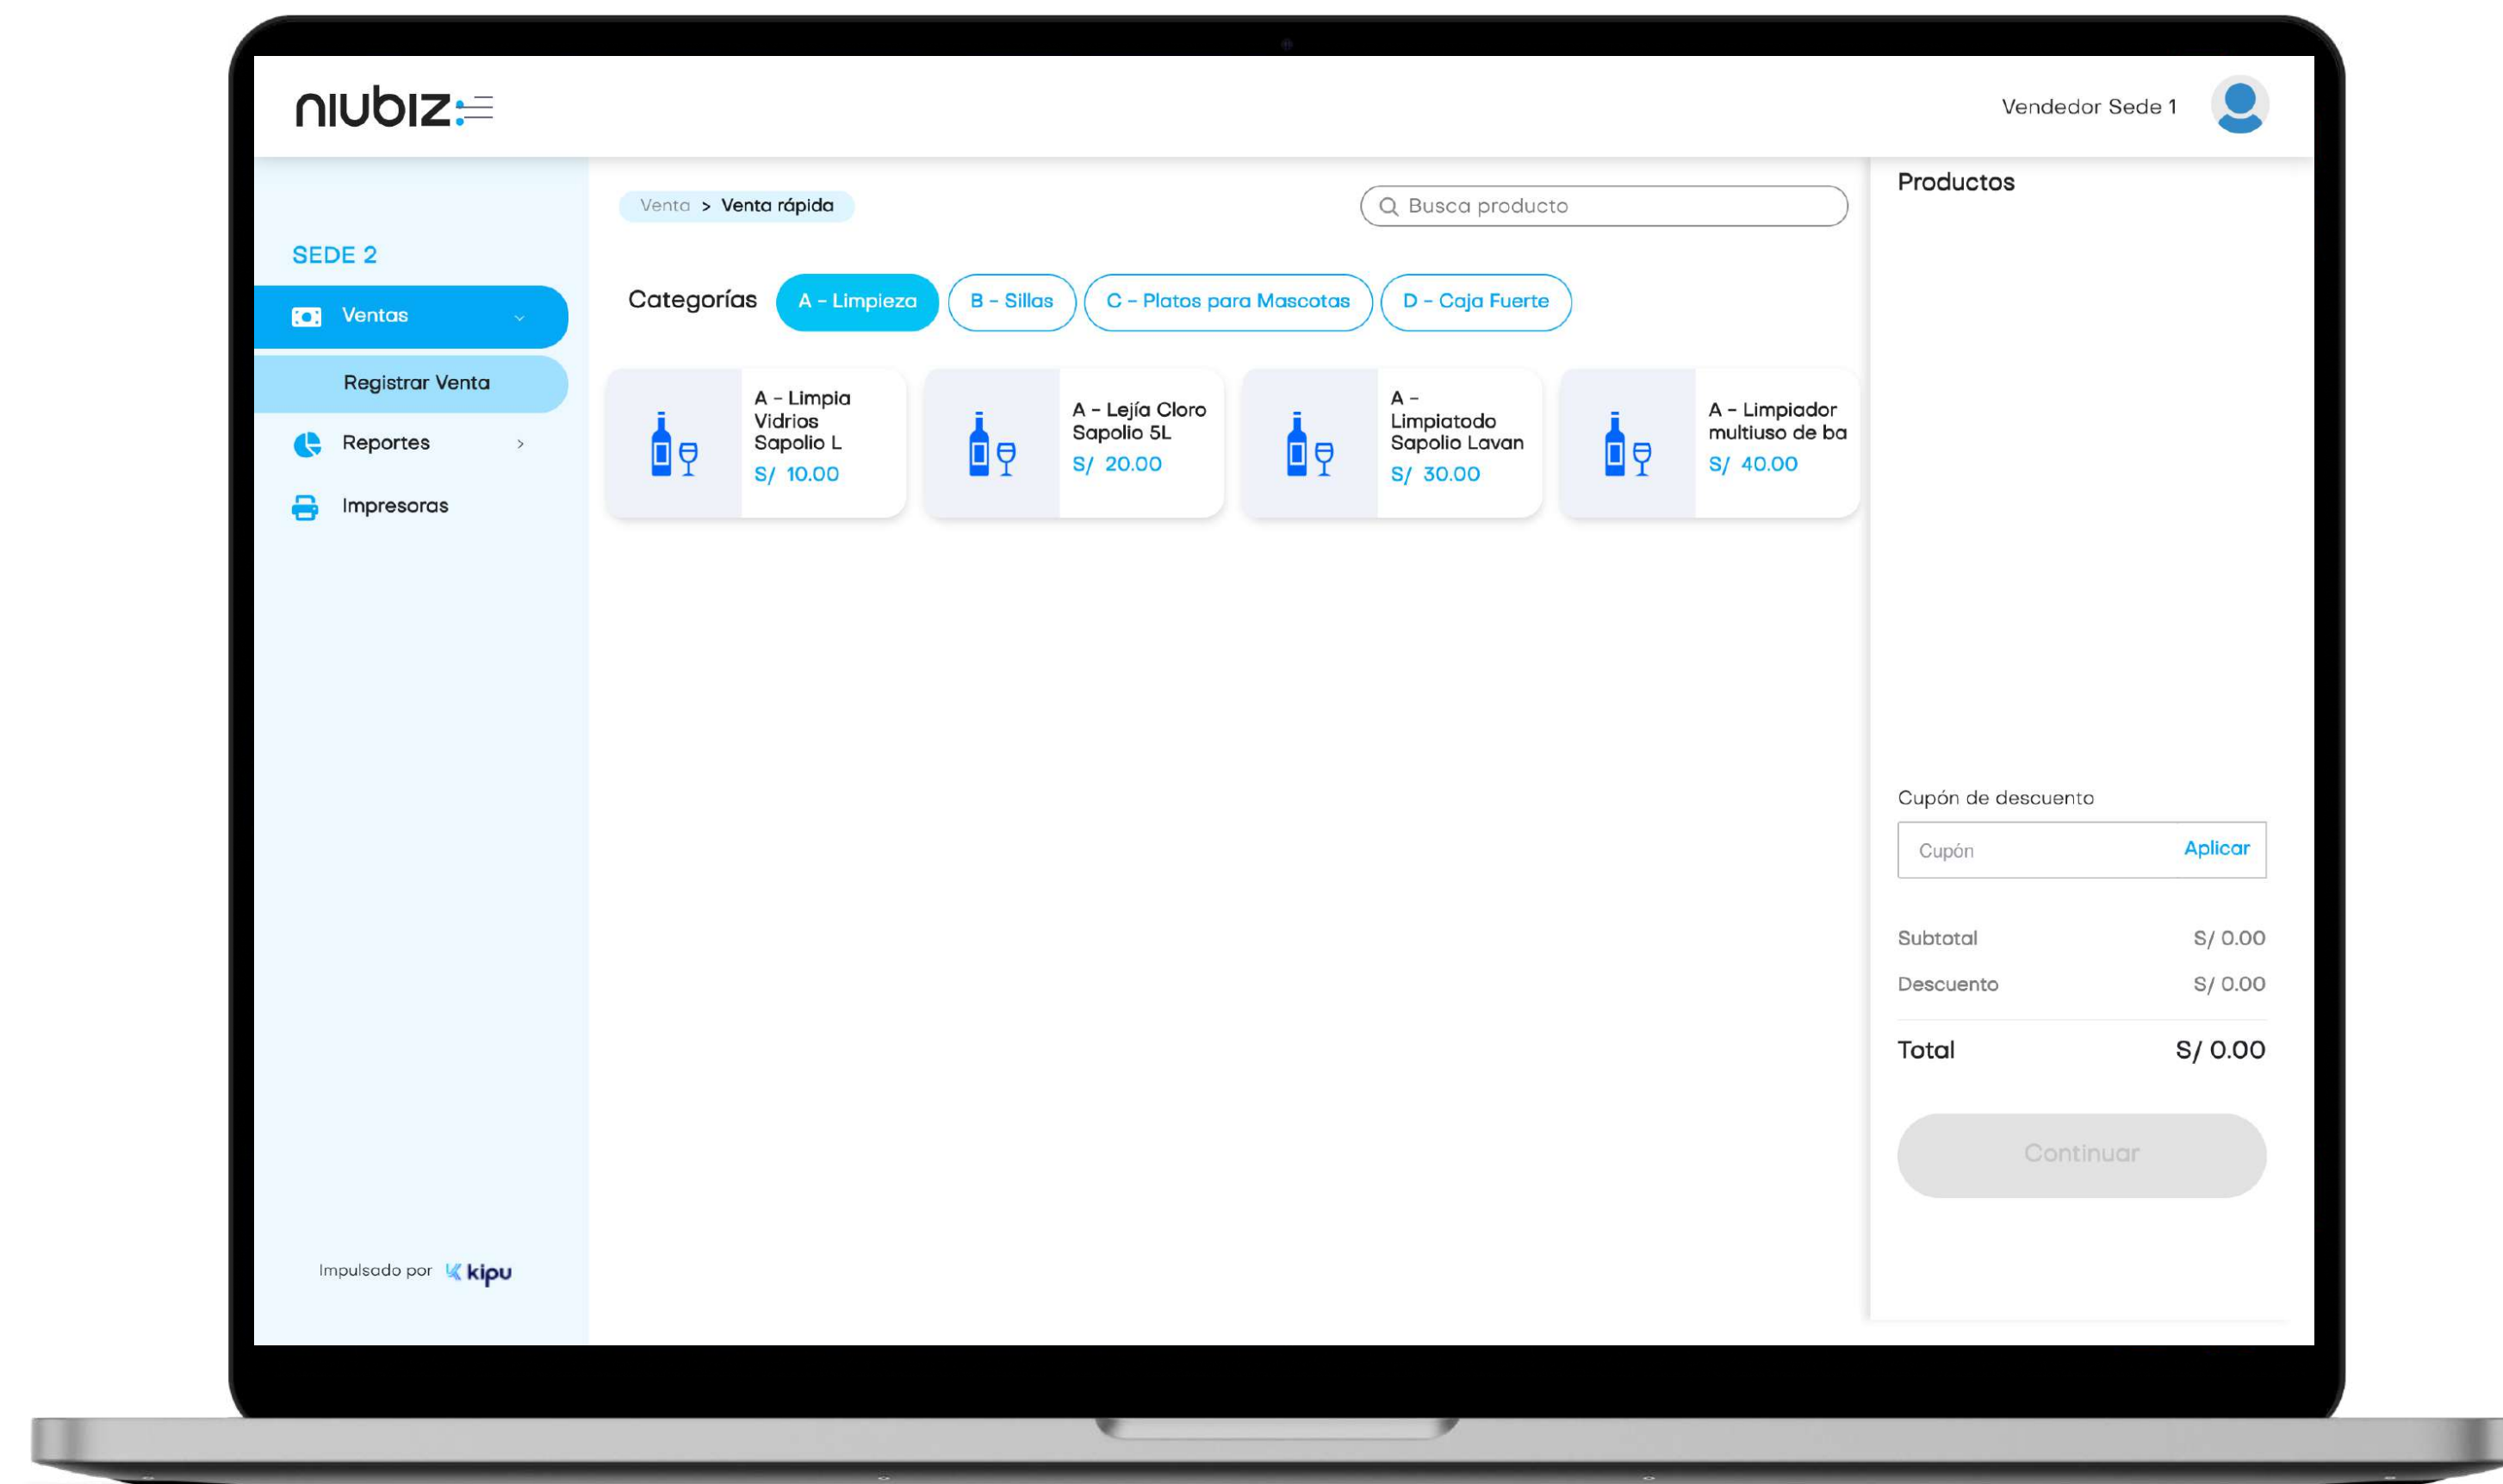 niubiz
Vendedor Sede 1
SEDE 2
Ventas
Registrar Venta
Reportes
Impresoras
Impulsado por kipu
Venta > Venta rápida
Busca producto
Categorías
A - Limpieza
B - Sillas
C - Platos para Mascotas
D - Caja Fuerte
A - Limpia
Vidrios
Sapolio L
S/ 10.00
A - Lejía Cloro
Sapolio 5L
S/ 20.00
A -
Limpiatodo
Sapolio Lavan
S/ 30.00
A - Limpiador
multiuso de ba
S/ 40.00
Productos
Cupón de descuento
Cupón Aplicar
Subtotal S/ 0.00
Descuento S/ 0.00
Total S/ 0.00
Continuar